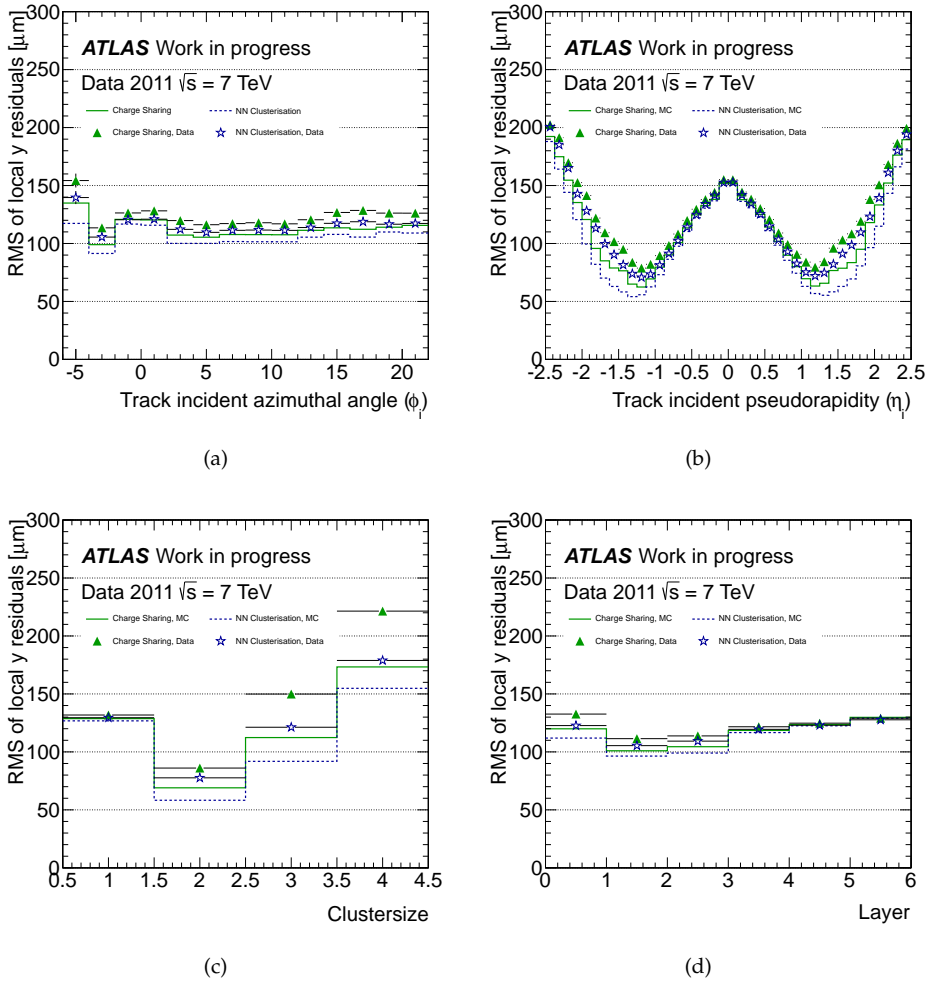 RMS of local y residuals [μm]
300
250
200
150
100
50
0
ATLAS Work in progress
Data 2011 √s = 7 TeV
Charge Sharing
NN Clusterisation
Charge Sharing, Data
NN Clusterisation, Data
-5 0 5 10 15 20
Track incident azimuthal angle (ϕi)
(a)
RMS of local y residuals [μm]
300
250
200
150
100
50
0
ATLAS Work in progress
Data 2011 √s = 7 TeV
Charge Sharing, MC
NN Clusterisation, MC
Charge Sharing, Data
NN Clusterisation, Data
-2.5 -2 -1.5 -1 -0.5 0 0.5 1 1.5 2 2.5
Track incident pseudorapidity (ηi)
(b)
RMS of local y residuals [μm]
300
250
200
150
100
50
0
ATLAS Work in progress
Data 2011 √s = 7 TeV
Charge Sharing, MC
NN Clusterisation, MC
Charge Sharing, Data
NN Clusterisation, Data
0.5 1 1.5 2 2.5 3 3.5 4 4.5
Clustersize
(c)
RMS of local y residuals [μm]
300
250
200
150
100
50
0
ATLAS Work in progress
Data 2011 √s = 7 TeV
Charge Sharing, MC
NN Clusterisation, MC
Charge Sharing, Data
NN Clusterisation, Data
0 1 2 3 4 5 6
Layer
(d)